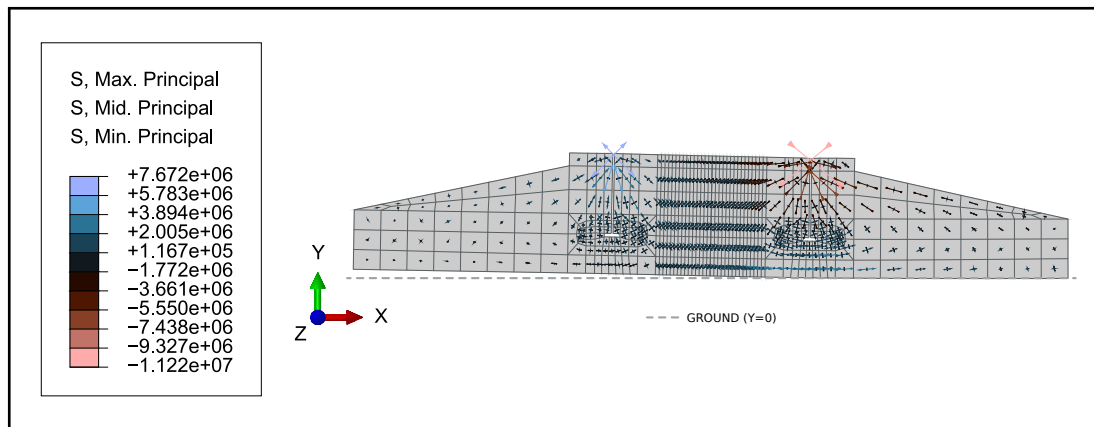 S, Max. Principal
S, Mid. Principal
S, Min. Principal
+7.672e+06
+5.783e+06
+3.894e+06
+2.005e+06
+1.167e+05
−1.772e+06
−3.661e+06
−5.550e+06
−7.438e+06
−9.327e+06
−1.122e+07
Y
X
Z
GROUND (Y=0)